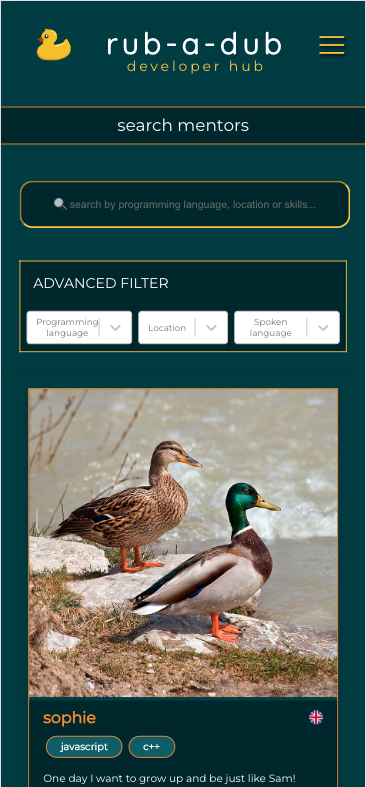 rub-a-dub
developer hub
search mentors
search by programming language, location or skills...
ADVANCED FILTER
Programming
language
Location
Spoken
language
sophie
javascript
c++
One day I want to grow up and be just like Sam!